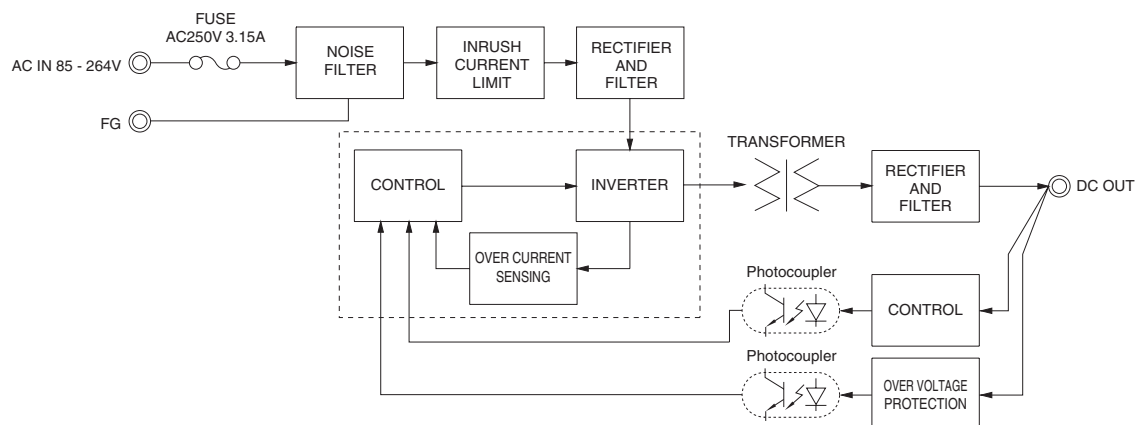 FUSE
AC250V 3.15A
AC IN 85 - 264V
FG
NOISE
FILTER
INRUSH
CURRENT
LIMIT
RECTIFIER
AND
FILTER
CONTROL
INVERTER
OVER CURRENT
SENSING
TRANSFORMER
RECTIFIER
AND
FILTER
DC OUT
Photocoupler
CONTROL
Photocoupler
OVER VOLTAGE
PROTECTION